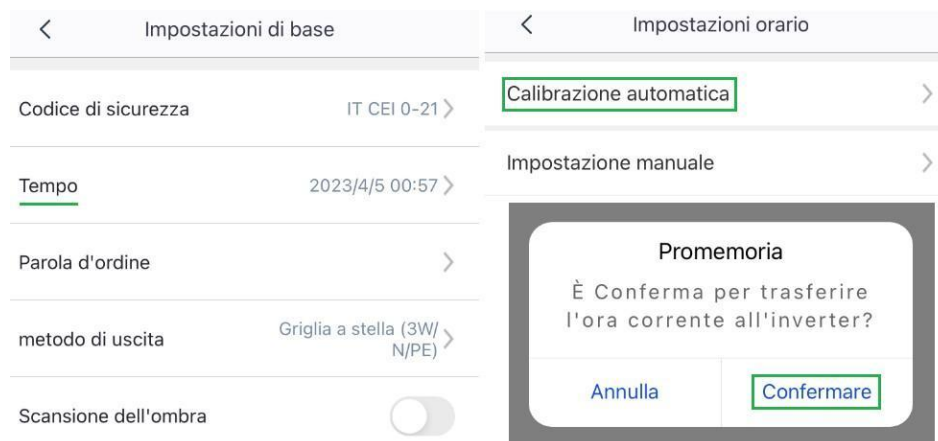 Impostazioni di base
Codice di sicurezza IT CEI 0-21
Tempo 2023/4/5 00:57
Parola d'ordine
metodo di uscita Griglia a stella (3W/
N/PE)
Scansione dell'ombra
Impostazioni orario
Calibrazione automatica
Impostazione manuale
Promemoria
È Conferma per trasferire
l'ora corrente all'inverter?
Annulla Confermare